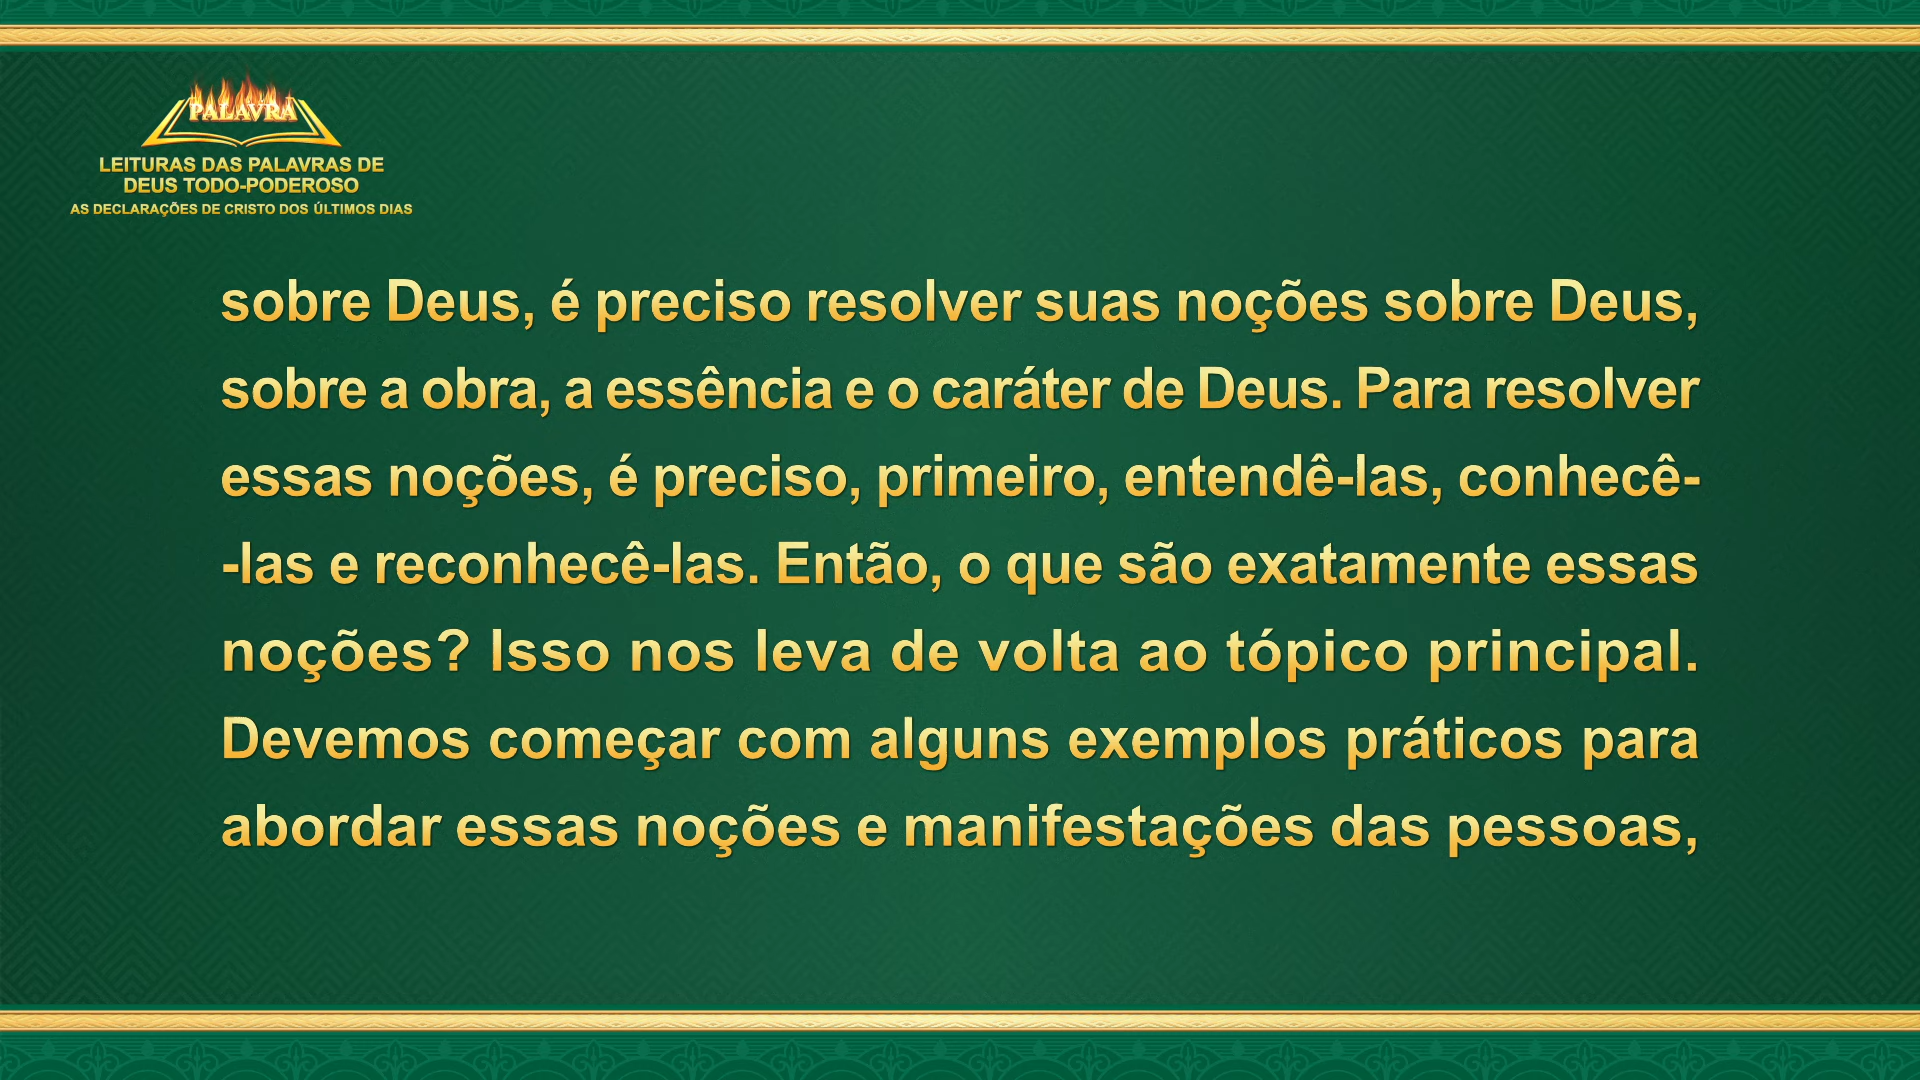 PALAVRA
LEITURAS DAS PALAVRAS DE
DEUS TODO-PODEROSO
AS DECLARAÇÕES DE CRISTO DOS ÚLTIMOS DIAS
sobre Deus, é preciso resolver suas noções sobre Deus,
sobre a obra, a essência e o caráter de Deus. Para resolver
essas noções, é preciso, primeiro, entendê-las, conhecê-
-las e reconhecê-las. Então, o que são exatamente essas
noções? Isso nos leva de volta ao tópico principal.
Devemos começar com alguns exemplos práticos para
abordar essas noções e manifestações das pessoas,